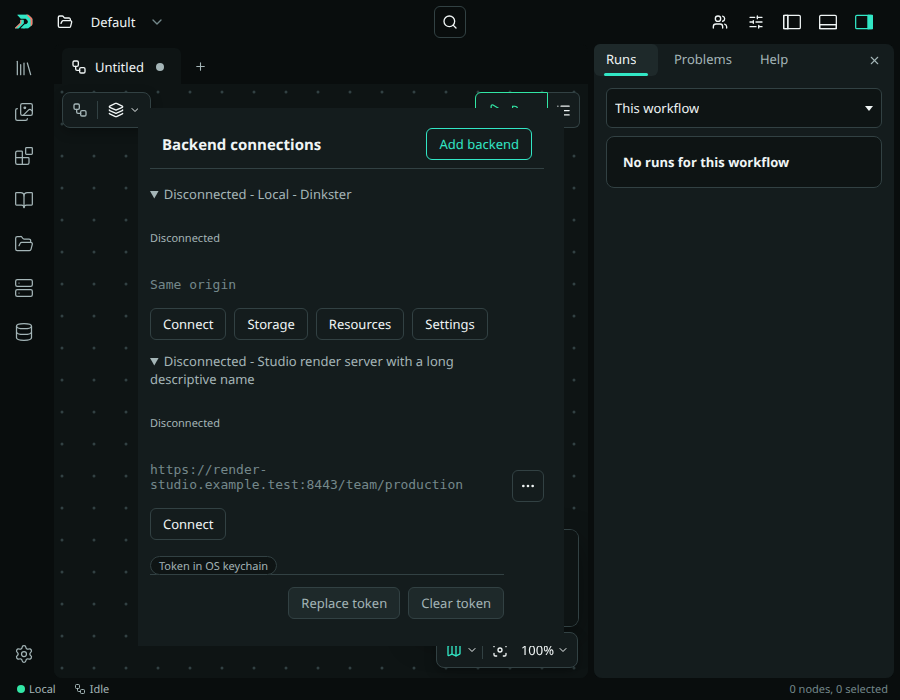 Default
Untitled
Runs
Problems
Help
This workflow
No runs for this workflow
Backend connections
Add backend
Disconnected - Local - Dinkster
Disconnected
Same origin
Connect
Storage
Resources
Settings
Disconnected - Studio render server with a long
descriptive name
Disconnected
https://render-
studio.example.test:8443/team/production
Connect
Token in OS keychain
Replace token
Clear token
100%
Local
Idle
0 nodes, 0 selected